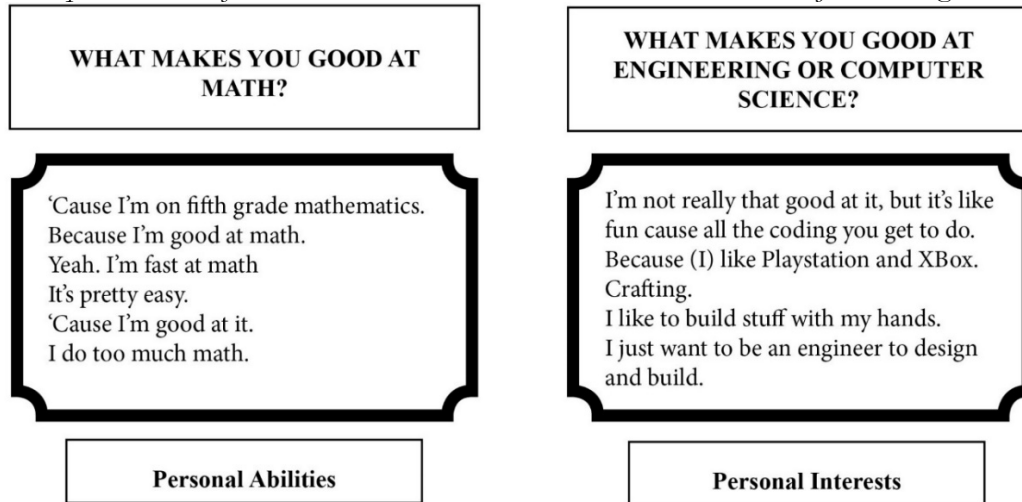 WHAT MAKES YOU GOOD AT
MATH?
‘Cause I’m on fifth grade mathematics.
Because I’m good at math.
Yeah. I’m fast at math
It’s pretty easy.
‘Cause I’m good at it.
I do too much math.
Personal Abilities
WHAT MAKES YOU GOOD AT
ENGINEERING OR COMPUTER
SCIENCE?
I’m not really that good at it, but it’s like
fun cause all the coding you get to do.
Because (I) like Playstation and XBox.
Crafting.
I like to build stuff with my hands.
I just want to be an engineer to design
and build.
Personal Interests